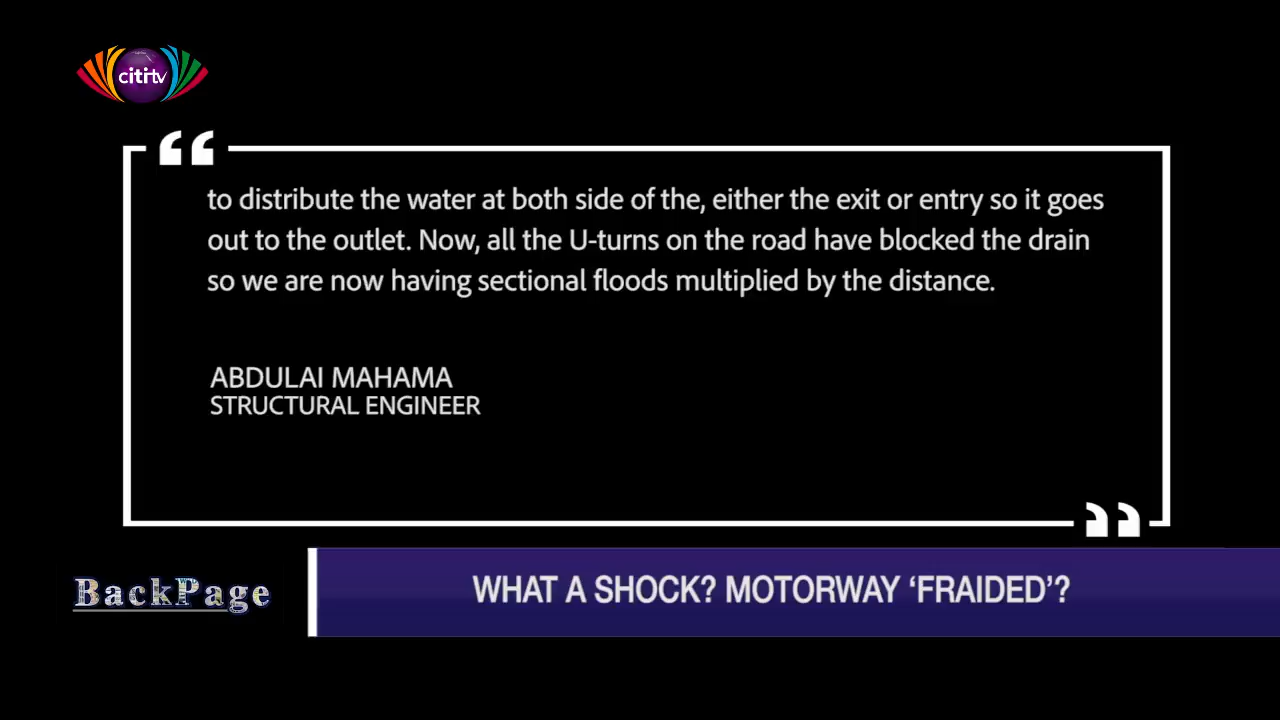 citi tv
“
to distribute the water at both side of the, either the exit or entry so it goes
out to the outlet. Now, all the U-turns on the road have blocked the drain
so we are now having sectional floods multiplied by the distance.
ABDULAI MAHAMA
STRUCTURAL ENGINEER
”
BackPage
WHAT A SHOCK? MOTORWAY ‘FRAIDED’?